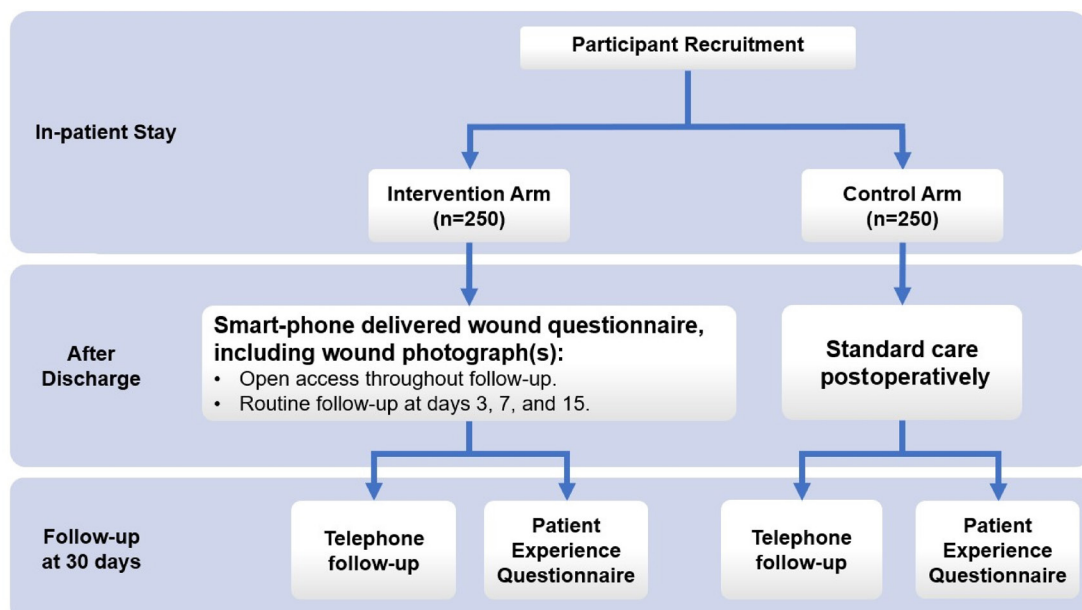 Participant Recruitment
In-patient Stay
Intervention Arm
(n=250)
Control Arm
(n=250)
After
Discharge
Smart-phone delivered wound questionnaire,
including wound photograph(s):
• Open access throughout follow-up.
• Routine follow-up at days 3, 7, and 15.
Standard care
postoperatively
Follow-up
at 30 days
Telephone
follow-up
Patient
Experience
Questionnaire
Telephone
follow-up
Patient
Experience
Questionnaire